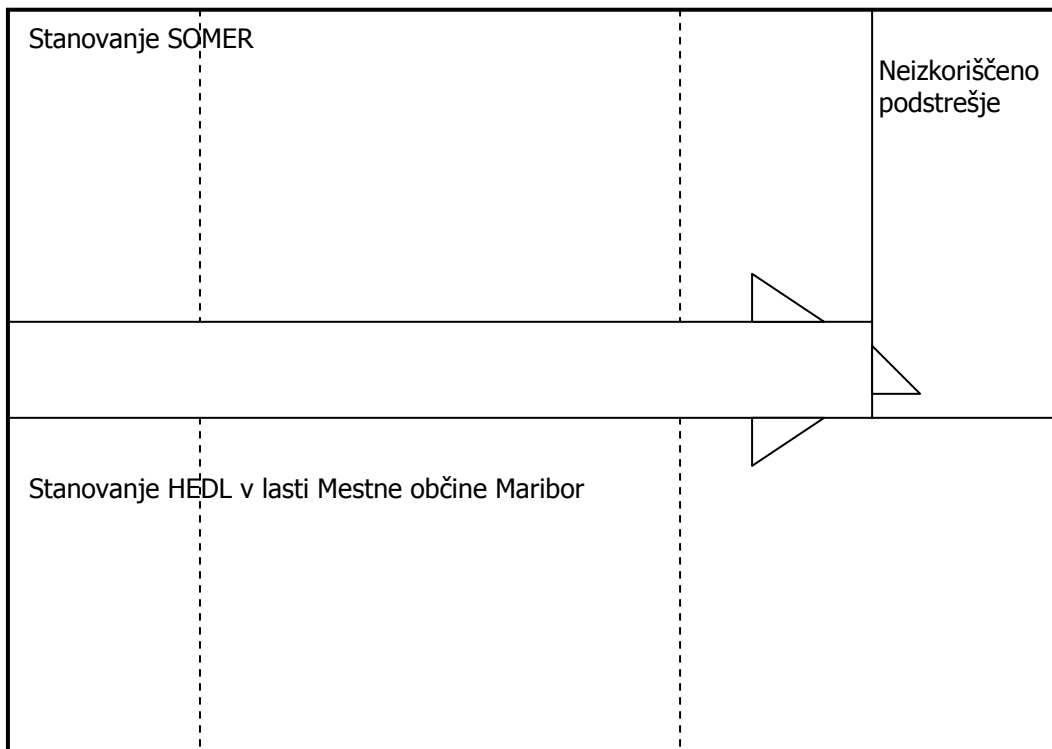 Stanovanje SOMER
Neizkoriščeno
podstrešje
Stanovanje HEDL v lasti Mestne občine Maribor